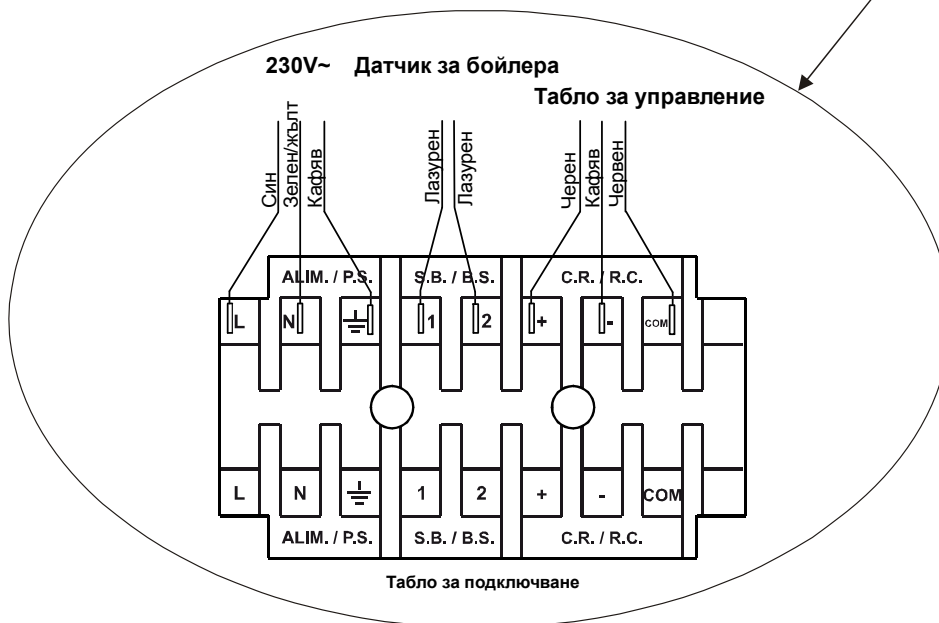 230V~ Датчик за бойлера
Табло за управление
Син
Зелен/жълт
Кафяв
Лазурен
Лазурен
Черен
Кафяв
Червен
ALIM. / P.S. S.B. / B.S. C.R. / R.C.
L N 1 2 + - COM
L N 1 2 + - COM
ALIM. / P.S. S.B. / B.S. C.R. / R.C.
Табло за подключване